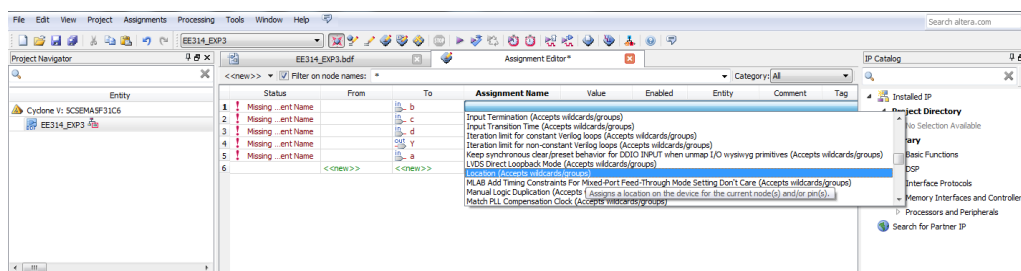 File Edit View Project Assignments Processing Tools Window Help
Search altera.com
EE314_EXP3
Project Navigator
EE314_EXP3.bdf
Assignment Editor*
IP Catalog
<<new>> Filter on node names: *
Category: All
Entity
Cyclone V: 5CSEMA5F31C6
EE314_EXP3
Status From To Assignment Name Value Enabled Entity Comment Tag
1 Missing ...ent Name in b
2 Missing ...ent Name in c
3 Missing ...ent Name in d
4 Missing ...ent Name out Y
5 Missing ...ent Name in a
6 <<new>> <<new>>
Input Termination (Accepts wildcards/groups)
Input Transition Time (Accepts wildcards/groups)
Iteration limit for constant Verilog loops (Accepts wildcards/groups)
Iteration limit for non-constant Verilog loops (Accepts wildcards/groups)
Keep synchronous clear/preset behavior for DDIO INPUT when unmap I/O wysiwyg primitives (Accepts wildcards/groups)
LVDS Direct Loopback Mode (Accepts wildcards/groups)
Location (Accepts wildcards/groups)
MLAB Add Timing Constraints For Mixed-Port Feed-Through Mode Setting Don't Care (Accepts wildcards/groups)
Manual Logic Duplication (Accepts
Assigns a location on the device for the current node(s) and/or pin(s).
Match PLL Compensation Clock (Accepts wildcards/groups)
Installed IP
Project Directory
No Selection Available
ary
Basic Functions
DSP
Interface Protocols
Memory Interfaces and Controller
Processors and Peripherals
Search for Partner IP